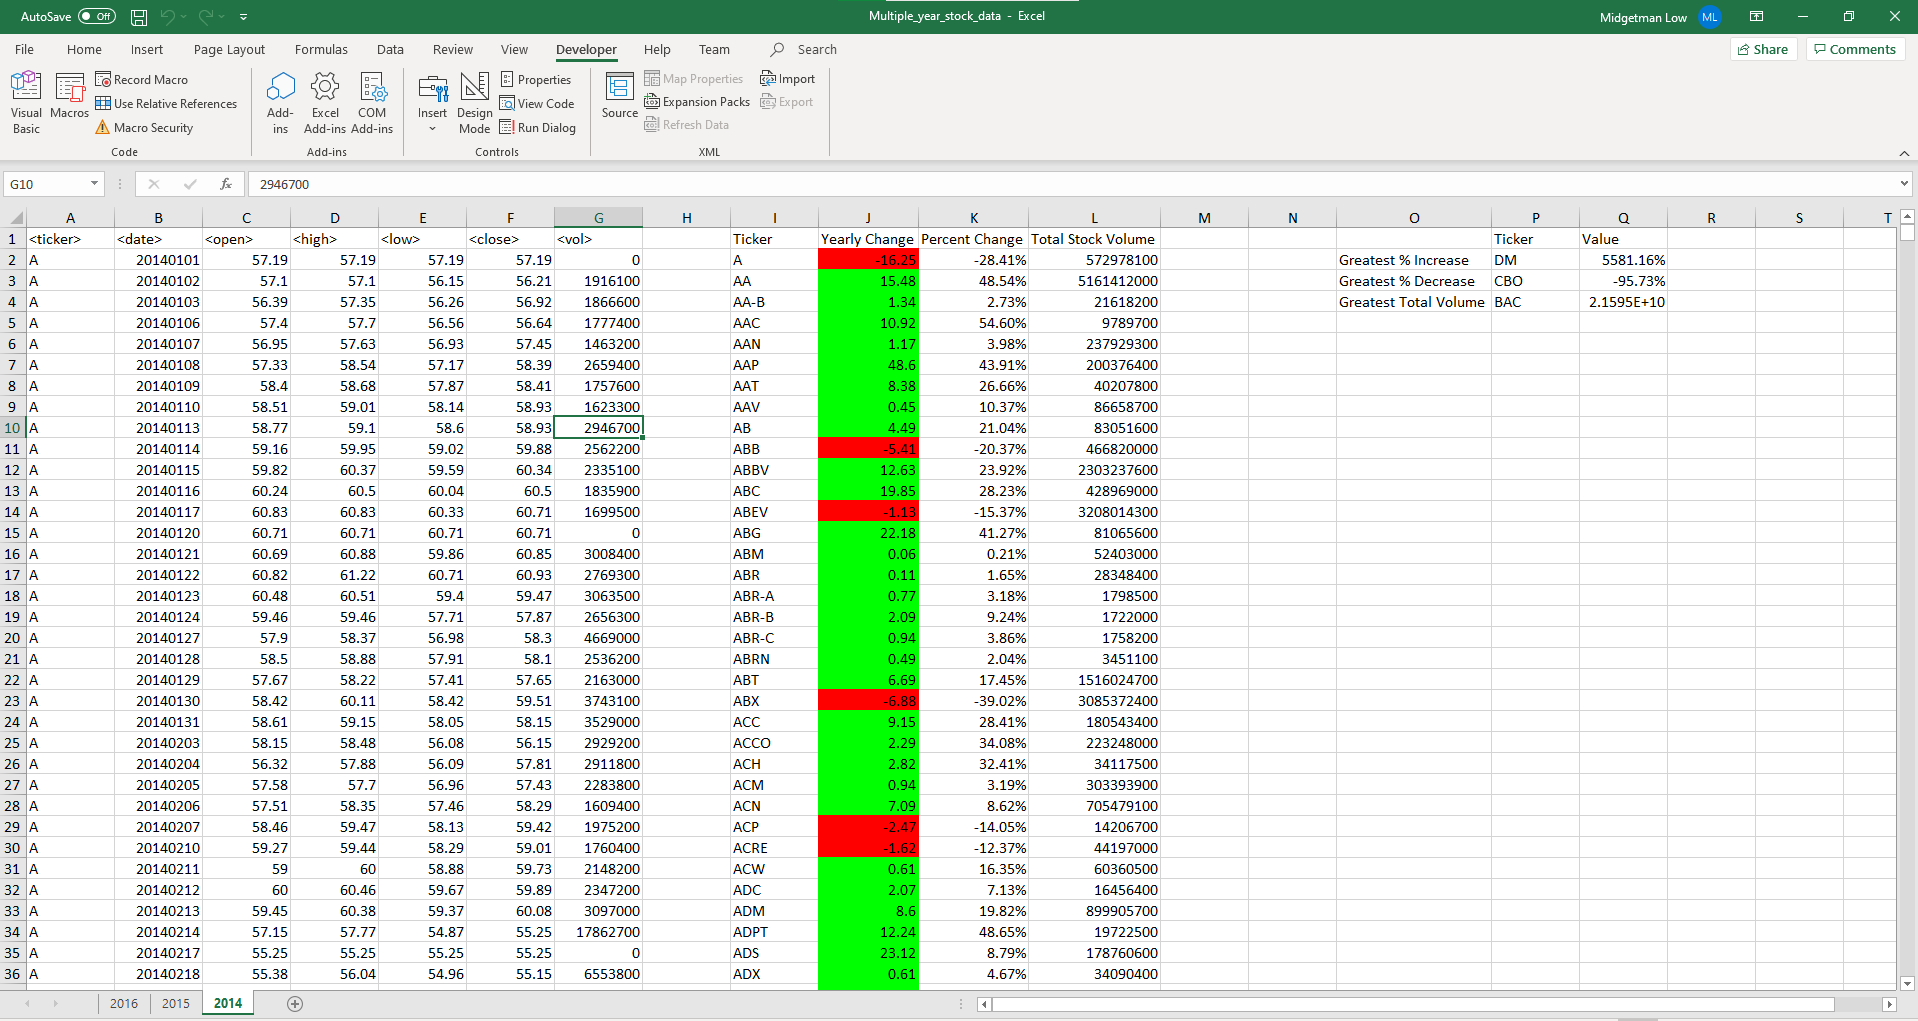 AutoSave Off Multiple_year_stock_data - Excel Midgetman Low ML
File Home Insert Page Layout Formulas Data Review View Developer Help Team Search Share Comments
Visual Basic Macros Record Macro Use Relative References Macro Security Code
Add-ins Excel Add-ins COM Add-ins Add-ins
Insert Design Mode Properties View Code Run Dialog Controls
Source Map Properties Expansion Packs Refresh Data Import Export XML
G10 fx 2946700
A B C D E F G H I J K L M N O P Q R S T
1 <ticker> <date> <open> <high> <low> <close> <vol> Ticker Yearly Change Percent Change Total Stock Volume Ticker Value
2 A 20140101 57.19 57.19 57.19 57.19 0 A -16.25 -28.41% 572978100 Greatest % Increase DM 5581.16%
3 A 20140102 57.1 57.1 56.15 56.21 1916100 AA 15.48 48.54% 5161412000 Greatest % Decrease CBO -95.73%
4 A 20140103 56.39 57.35 56.26 56.92 1866600 AA-B 1.34 2.73% 21618200 Greatest Total Volume BAC 2.1595E+10
5 A 20140106 57.4 57.7 56.56 56.64 1777400 AAC 10.92 54.60% 9789700
6 A 20140107 56.95 57.63 56.93 57.45 1463200 AAN 1.17 3.98% 237929300
7 A 20140108 57.33 58.54 57.17 58.39 2659400 AAP 48.6 43.91% 200376400
8 A 20140109 58.4 58.68 57.87 58.41 1757600 AAT 8.38 26.66% 40207800
9 A 20140110 58.51 59.01 58.14 58.93 1623300 AAV 0.45 10.37% 86658700
10 A 20140113 58.77 59.1 58.6 58.93 2946700 AB 4.49 21.04% 83051600
11 A 20140114 59.16 59.95 59.02 59.88 2562200 ABB -5.41 -20.37% 466820000
12 A 20140115 59.82 60.37 59.59 60.34 2335100 ABBV 12.63 23.92% 2303237600
13 A 20140116 60.24 60.5 60.04 60.5 1835900 ABC 19.85 28.23% 428969000
14 A 20140117 60.83 60.83 60.33 60.71 1699500 ABEV -1.13 -15.37% 3208014300
15 A 20140120 60.71 60.71 60.71 60.71 0 ABG 22.18 41.27% 81065600
16 A 20140121 60.69 60.88 59.86 60.85 3008400 ABM 0.06 0.21% 52403000
17 A 20140122 60.82 61.22 60.71 60.93 2769300 ABR 0.11 1.65% 28348400
18 A 20140123 60.48 60.51 59.4 59.47 3063500 ABR-A 0.77 3.18% 1798500
19 A 20140124 59.46 59.46 57.71 57.87 2656300 ABR-B 2.09 9.24% 1722000
20 A 20140127 57.9 58.37 56.98 58.3 4669000 ABR-C 0.94 3.86% 1758200
21 A 20140128 58.5 58.88 57.91 58.1 2536200 ABRN 0.49 2.04% 3451100
22 A 20140129 57.67 58.22 57.41 57.65 2163000 ABT 6.69 17.45% 1516024700
23 A 20140130 58.42 60.11 58.42 59.51 3743100 ABX -6.88 -39.02% 3085372400
24 A 20140131 58.61 59.15 58.05 58.15 3529000 ACC 9.15 28.41% 180543400
25 A 20140203 58.15 58.48 56.08 56.15 2929200 ACCO 2.29 34.08% 223248000
26 A 20140204 56.32 57.88 56.09 57.81 2911800 ACH 2.82 32.41% 34117500
27 A 20140205 57.58 57.7 56.96 57.43 2283800 ACM 0.94 3.19% 303393900
28 A 20140206 57.51 58.35 57.46 58.29 1609400 ACN 7.09 8.62% 705479100
29 A 20140207 58.46 59.47 58.13 59.42 1975200 ACP -2.47 -14.05% 14206700
30 A 20140210 59.27 59.44 58.29 59.01 1760400 ACRE -1.62 -12.37% 44197000
31 A 20140211 59 60 58.88 59.73 2148200 ACW 0.61 16.35% 60360500
32 A 20140212 60 60.46 59.67 59.89 2347200 ADC 2.07 7.13% 16456400
33 A 20140213 59.45 60.38 59.37 60.08 3097000 ADM 8.6 19.82% 899905700
34 A 20140214 57.15 57.77 54.87 55.25 17862700 ADPT 12.24 48.65% 19722500
35 A 20140217 55.25 55.25 55.25 55.25 0 ADS 23.12 8.79% 178760600
36 A 20140218 55.38 56.04 54.96 55.15 6553800 ADX 0.61 4.67% 34090400
2016 2015 2014